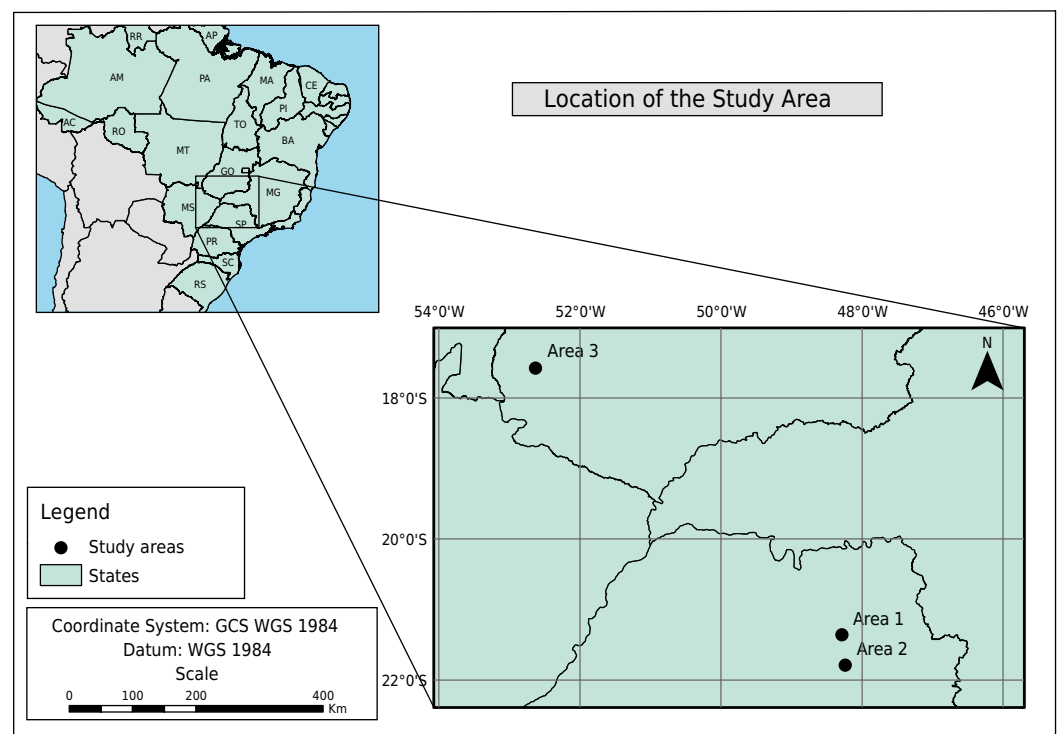 Location of the Study Area
RR
AP
AM
PA
MA
CE
PI
AC
RO
TO
BA
MT
GO
MG
MS
SP
PR
SC
RS
54°0'W 52°0'W 50°0'W 48°0'W 46°0'W
N
Area 3
18°0'S
20°0'S
Area 1
Area 2
22°0'S
Legend
Study areas
States
Coordinate System: GCS WGS 1984
Datum: WGS 1984
Scale
0 100 200 400
Km